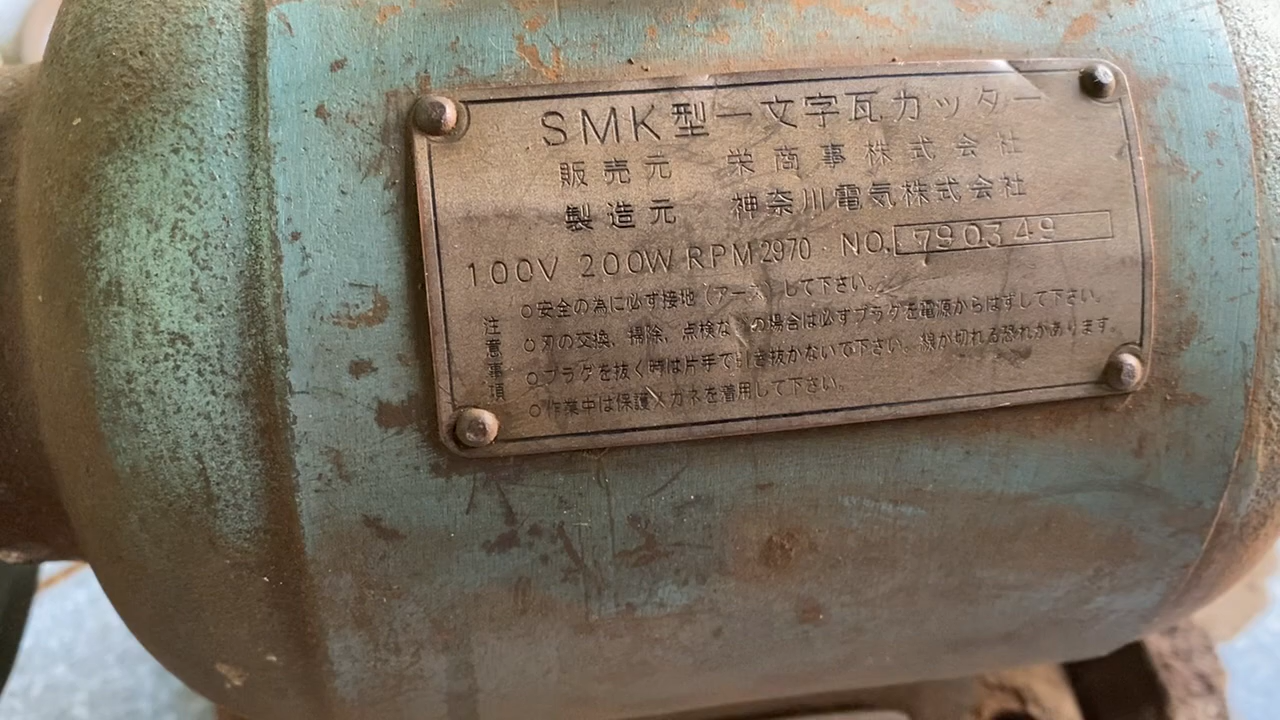 SMK型一文字瓦カッター
販売元 栄商事株式会社
製造元 神奈川電気株式会社
100V 200W RPM2970 NO. 790349
注意事項
○安全の為に必ず接地(アース)して下さい。
○刃の交換、掃除、点検な の場合は必ずプラグを電源からはずして下さい。
○プラグを抜く時は片手で引き抜かないで下さい。線が切れる恐れがあります。
○作業中は保護メガネを着用して下さい。